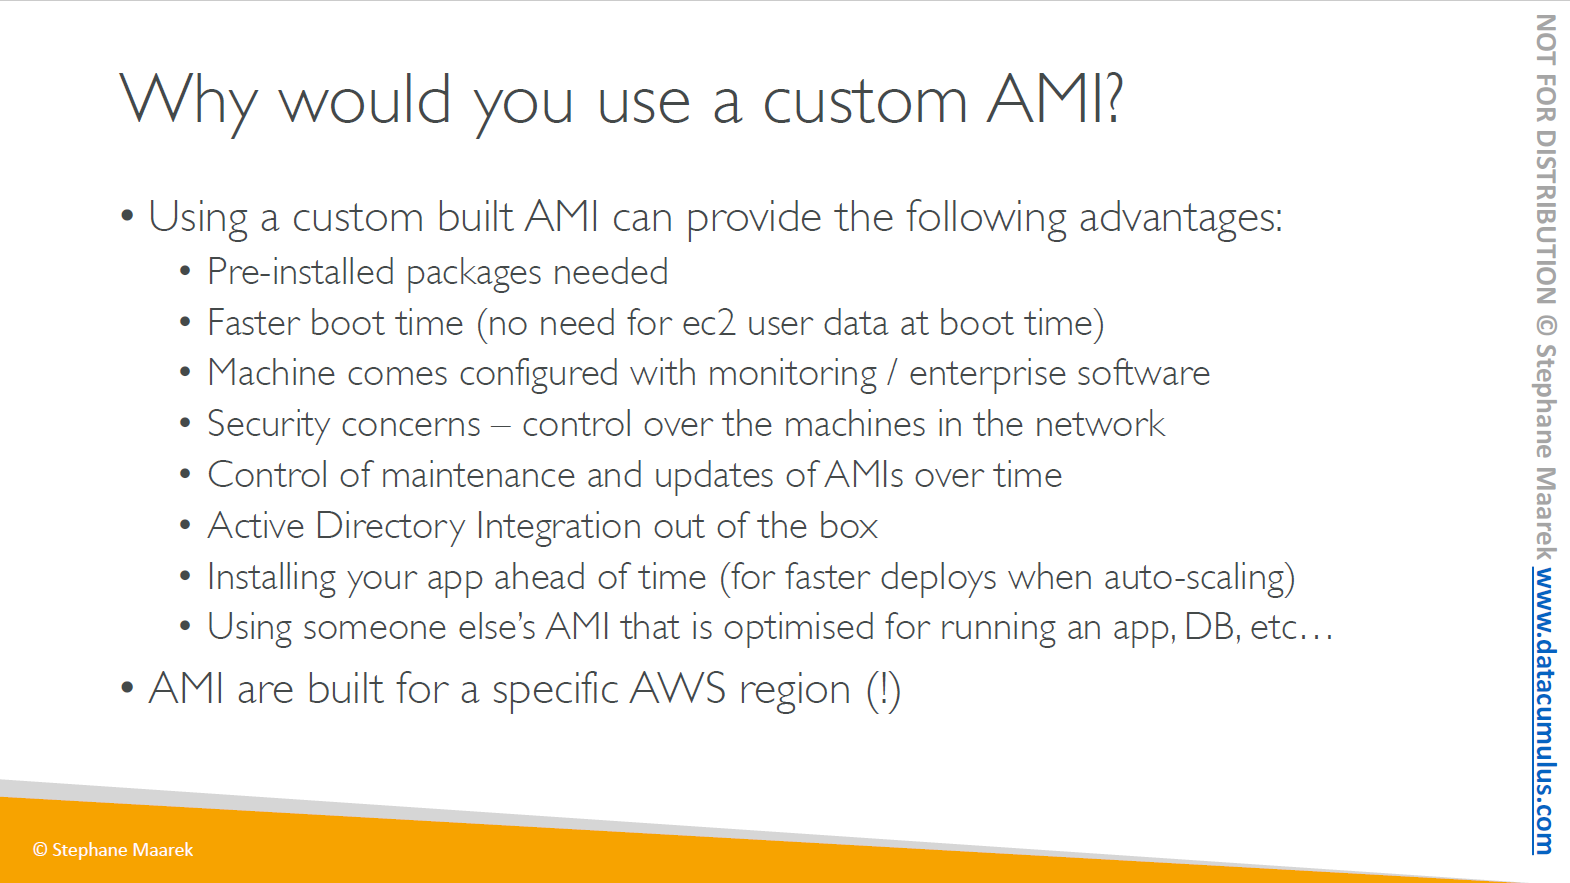 Why would you use a custom AMI?
• Using a custom built AMI can provide the following advantages:
• Pre-installed packages needed
• Faster boot time (no need for ec2 user data at boot time)
• Machine comes configured with monitoring / enterprise software
• Security concerns – control over the machines in the network
• Control of maintenance and updates of AMIs over time
• Active Directory Integration out of the box
• Installing your app ahead of time (for faster deploys when auto-scaling)
• Using someone else’s AMI that is optimised for running an app, DB, etc…
• AMI are built for a specific AWS region (!)
© Stephane Maarek
NOT FOR DISTRIBUTION © Stephane Maarek www.datacumulus.com